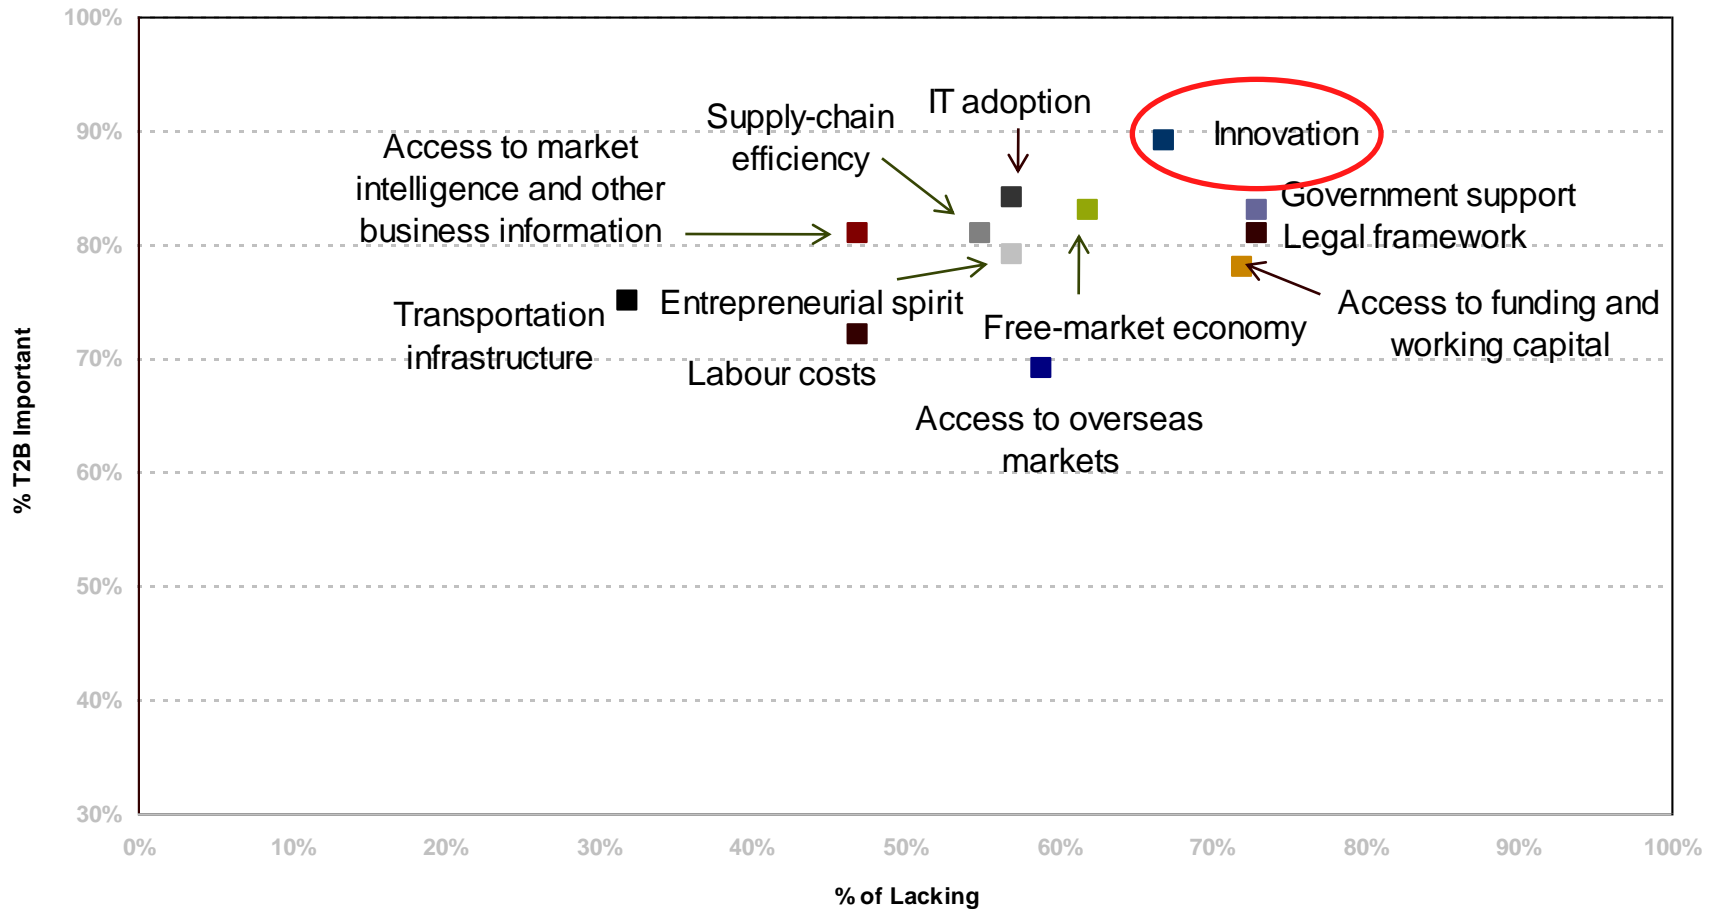 100%
90%
80%
70%
60%
50%
40%
30%
% T2B Important
IT adoption
Supply-chain
efficiency
Innovation
Access to market
intelligence and other
business information
Government support
Legal framework
Entrepreneurial spirit
Transportation
infrastructure
Free-market economy
Access to funding and
working capital
Labour costs
Access to overseas
markets
0%
10%
20%
30%
40%
50%
60%
70%
80%
90%
100%
% of Lacking